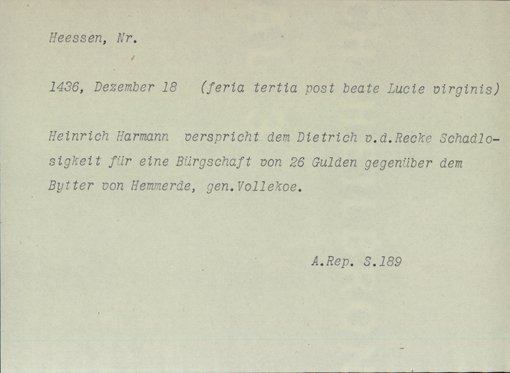 Heessen, Nr.
1436, Dezember 18 (feria tertia post beate Lucie virginis)
Heinrich Harmann verspricht dem Dietrich v.d.Recke Schadlo-
sigkeit für eine Bürgschaft von 26 Gulden gegenüber dem
Bytter von Hemmerde, gen.Vollekoe.
A.Rep. S.189